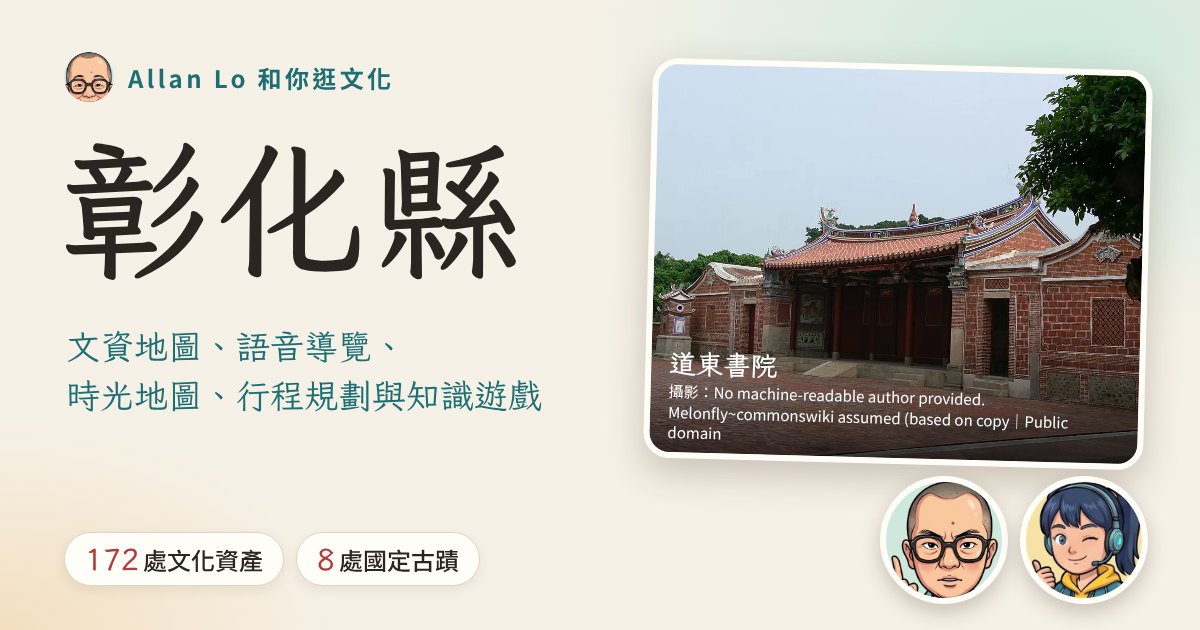 Allan Lo 和你逛文化
彰化縣
文資地圖、語音導覽、
時光地圖、行程規劃與知識遊戲
172 處文化資產
8 處國定古蹟
道東書院
攝影：No machine-readable author provided.
Melonfly~commonswiki assumed (based on copy｜Public
domain